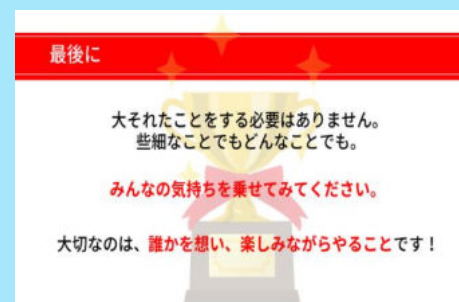 最後に
大それたことをする必要はありません。
些細なことでもどんなことでも。
みんなの気持ちを乗せてみてください。
大切なのは、誰かを想い、楽しみながらやることです！